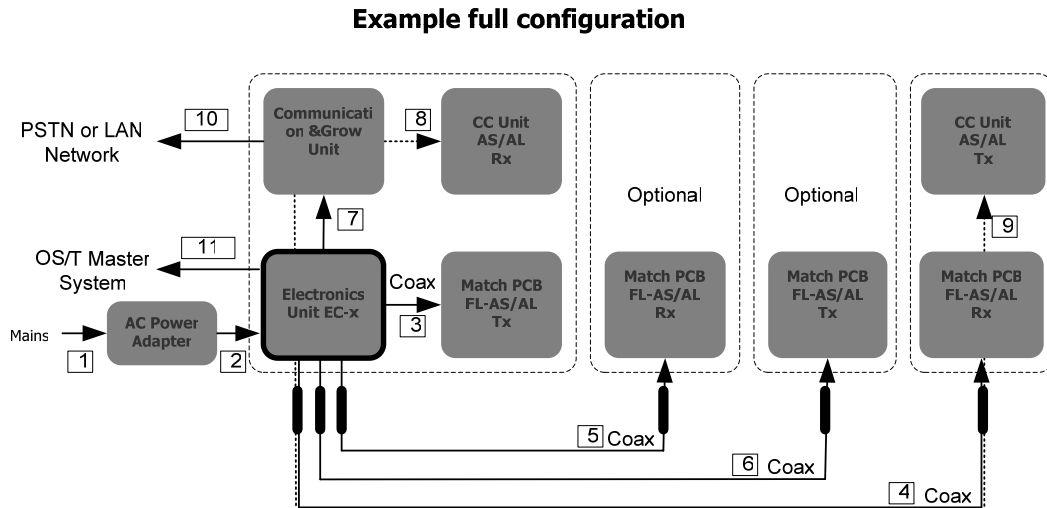 Example full configuration
10
PSTN or LAN
Network
Communicati
on &Grow
Unit
8
CC Unit
AS/AL
Rx
Optional
Optional
CC Unit
AS/AL
Tx
7
9
11
OS/T Master
System
Electronics
Unit EC-x
Coax
3
Match PCB
FL-AS/AL
Tx
Match PCB
FL-AS/AL
Rx
Match PCB
FL-AS/AL
Tx
Match PCB
FL-AS/AL
Rx
Mains
1
AC Power
Adapter
2
5 Coax
6 Coax
4 Coax